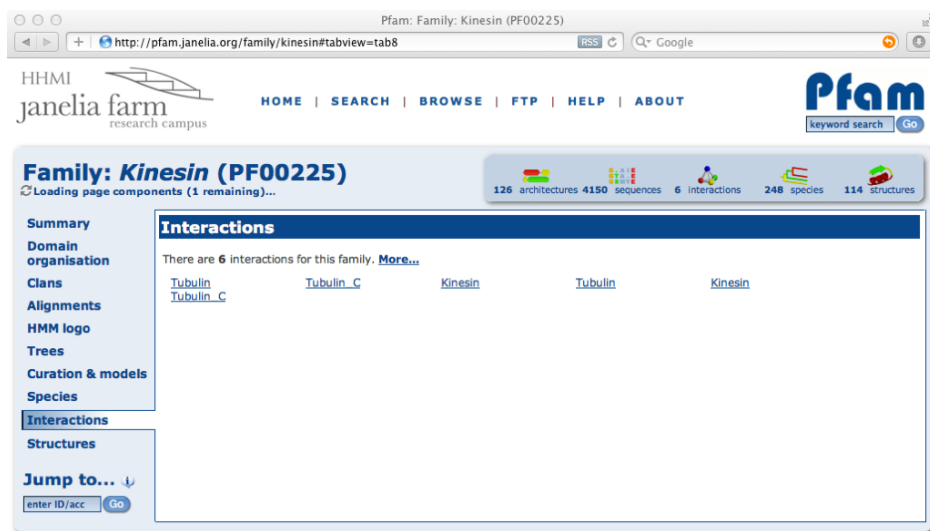 Pfam: Family: Kinesin (PF00225)
http://pfam.janelia.org/family/kinesin#tabview=tab8 RSS Google
HHMI
janelia farm
research campus
HOME | SEARCH | BROWSE | FTP | HELP | ABOUT
Pfam
keyword search Go
Family: Kinesin (PF00225)
Loading page components (1 remaining)...
126 architectures 4150 sequences 6 interactions 248 species 114 structures
Summary
Domain organisation
Clans
Alignments
HMM logo
Trees
Curation & models
Species
Interactions
Structures
Jump to...
enter ID/acc Go
Interactions
There are 6 interactions for this family. More...
Tubulin Tubulin_C Kinesin Tubulin Kinesin
Tubulin_C